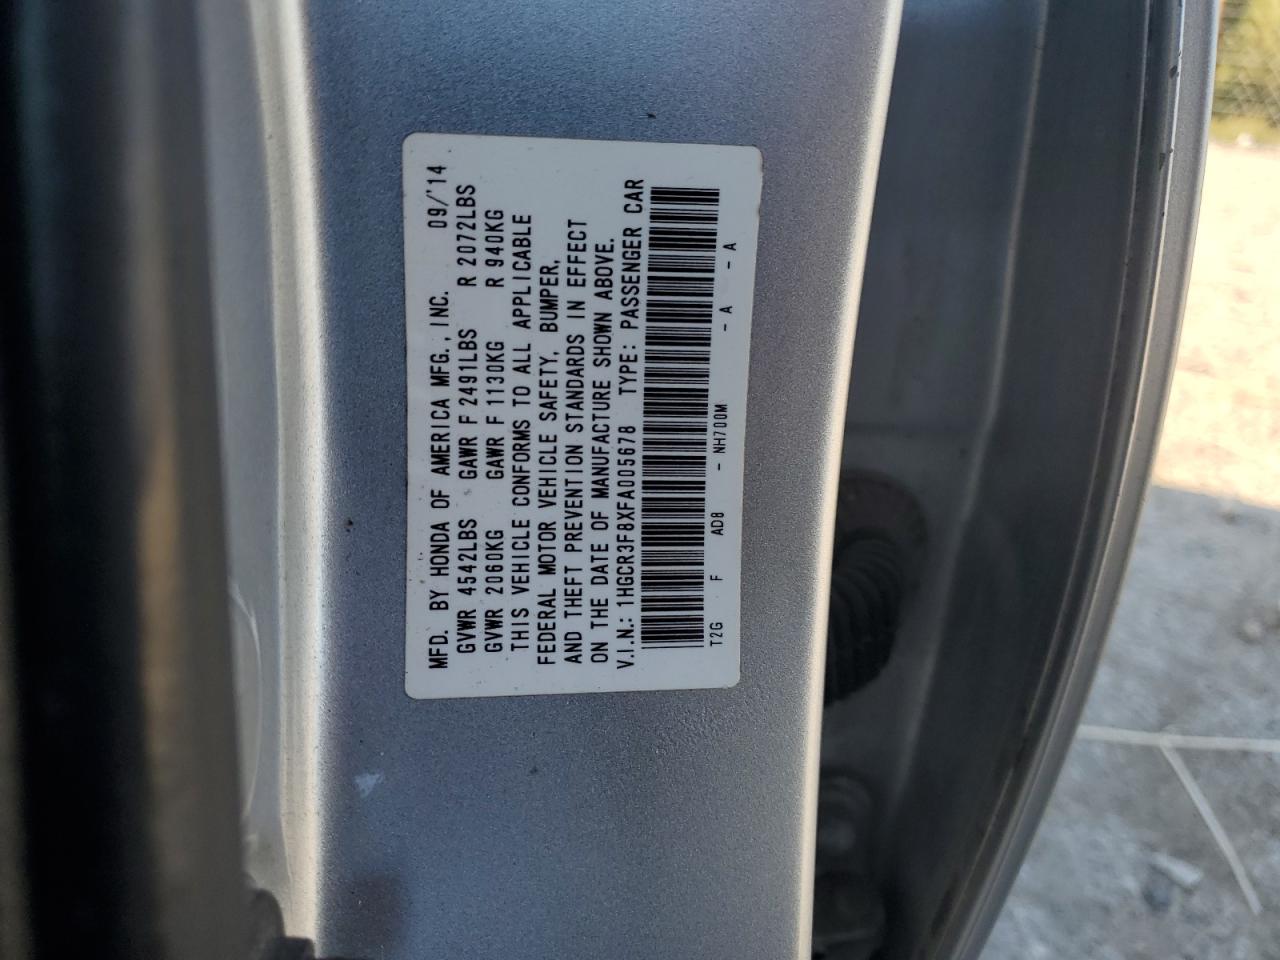 MFD. BY HONDA OF AMERICA MFG., INC. 09/'14
GVWR 4542LBS GAWR F 2491LBS R 2072LBS
GVWR 2060KG GAWR F 1130KG R 940KG
THIS VEHICLE CONFORMS TO ALL APPLICABLE
FEDERAL MOTOR VEHICLE SAFETY, BUMPER,
AND THEFT PREVENTION STANDARDS IN EFFECT
ON THE DATE OF MANUFACTURE SHOWN ABOVE.
V.I.N.: 1HGCR3F8XFA005678 TYPE: PASSENGER CAR
T2G F AD8 - NH700M - A - A